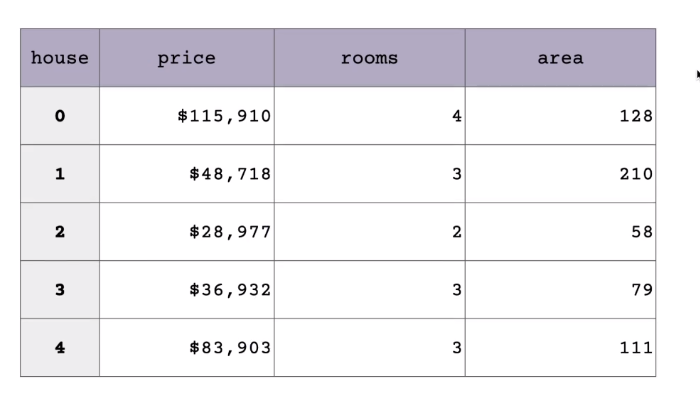 house price rooms area
0 $115,910 4 128
1 $48,718 3 210
2 $28,977 2 58
3 $36,932 3 79
4 $83,903 3 111